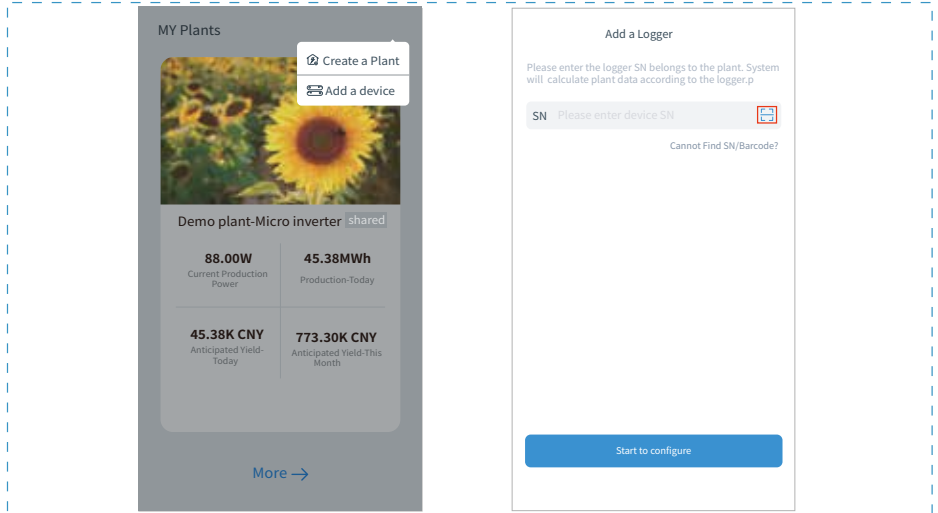 MY Plants
Create a Plant
Add a device
Demo plant-Micro inverter shared
88.00W
Current Production
Power
45.38MWh
Production-Today
45.38K CNY
Anticipated Yield-
Today
773.30K CNY
Anticipated Yield-This
Month
More
Add a Logger
Please enter the logger SN belongs to the plant. System
will calculate plant data according to the logger.p
SN Please enter device SN
Cannot Find SN/Barcode?
Start to configure